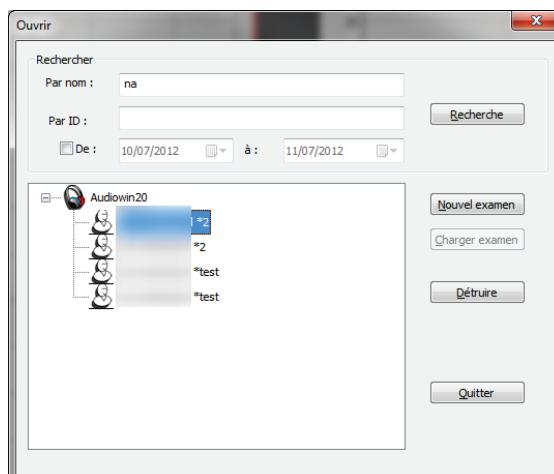 Ouvrir
Rechercher
Par nom : na
Par ID :
Recherche
De : 10/07/2012 à : 11/07/2012
Audiowin20
*2
*2
*test
*test
Nouvel examen
Charger examen
Détruire
Quitter